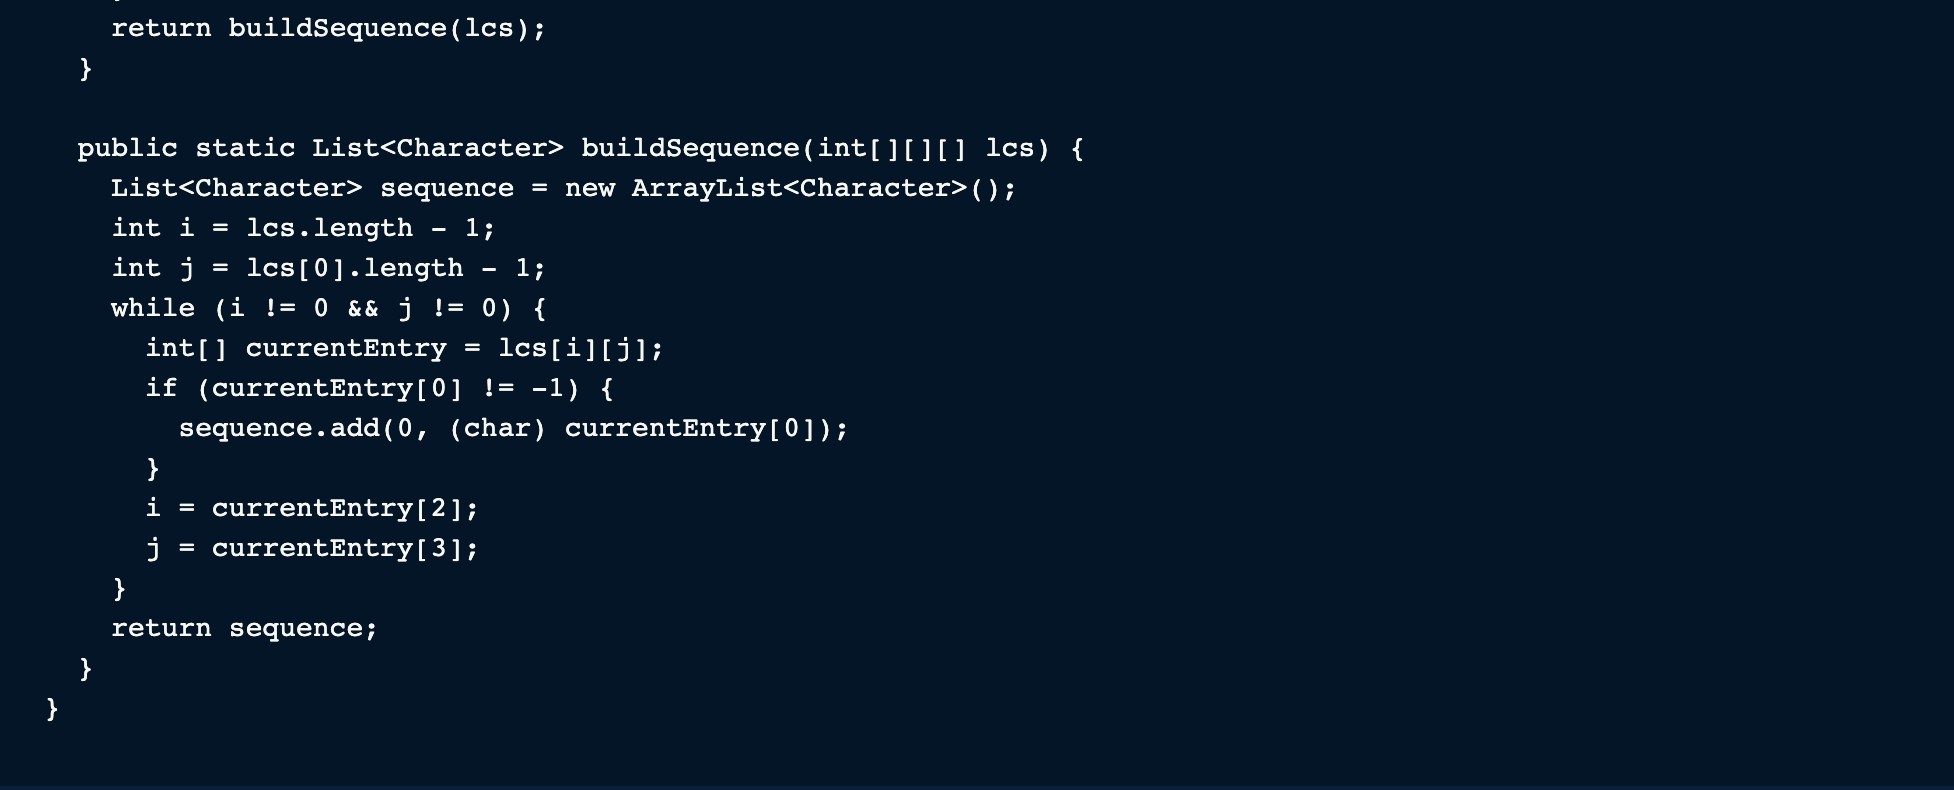 return buildSequence(lcs);
}
public static List<Character> buildSequence(int[][][] lcs) {
List<Character> sequence = new ArrayList<Character>();
int i = lcs.length - 1;
int j = lcs[0].length - 1;
while (i != 0 && j != 0) {
int[] currentEntry = lcs[i][j];
if (currentEntry[0] != -1) {
sequence.add(0, (char) currentEntry[0]);
}
i = currentEntry[2];
j = currentEntry[3];
}
return sequence;
}
}